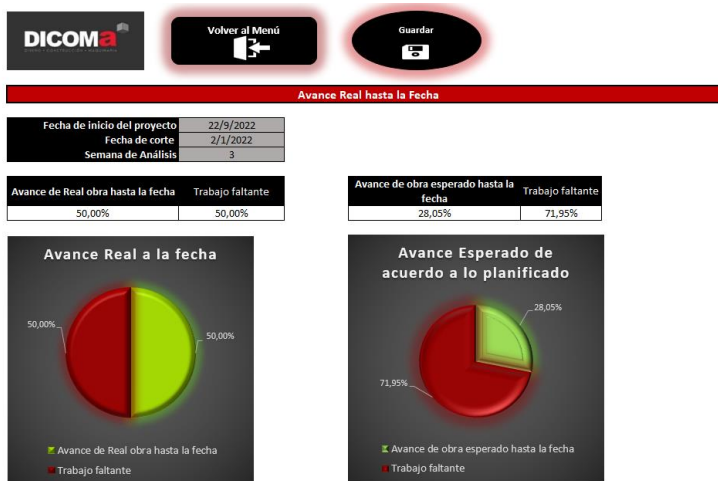 DICOMa
Volver al Menú
Guardar
Avance Real hasta la Fecha
Fecha de inicio del proyecto 22/9/2022
Fecha de corte 2/1/2022
Semana de Análisis 3
Avance de Real obra hasta la fecha Trabajo faltante
50,00% 50,00%
Avance de obra esperado hasta la
fecha
Trabajo faltante
28,05% 71,95%
Avance Real a la fecha
50,00%
50,00%
Avance de Real obra hasta la fecha
Trabajo faltante
Avance Esperado de
acuerdo a lo planificado
28,05%
71,95%
Avance de obra esperado hasta la fecha
Trabajo faltante